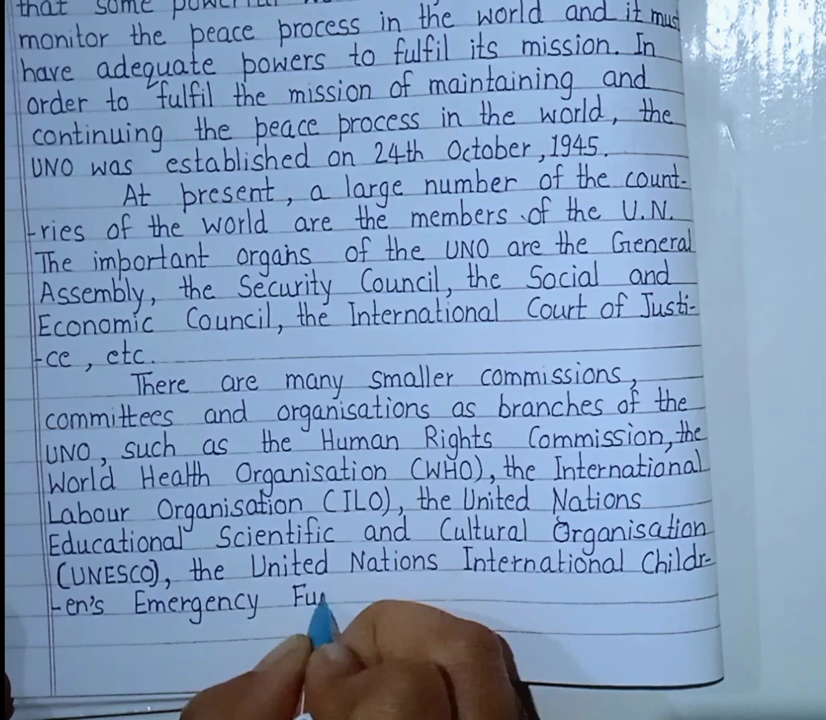 that some
monitor the peace process in the world and it must
have adequate powers to fulfil its mission. In
order to fulfil the mission of maintaining and
continuing the peace process in the world, the
UNO was established on 24th October, 1945.
At present, a large number of the count-
-ries of the world are the members of the U.N.
The important organs of the UNO are the General
Assembly, the Security Council, the Social and
Economic Council, the International Court of Justi-
-ce, etc.
There are many smaller commissions,
committees and organisations as branches of the
UNO, such as the Human Rights Commission, the
World Health Organisation (WHO), the International
Labour Organisation (ILO), the United Nations
Educational Scientific and Cultural Organisation
(UNESCO), the United Nations International Childr-
-en's Emergency Fu